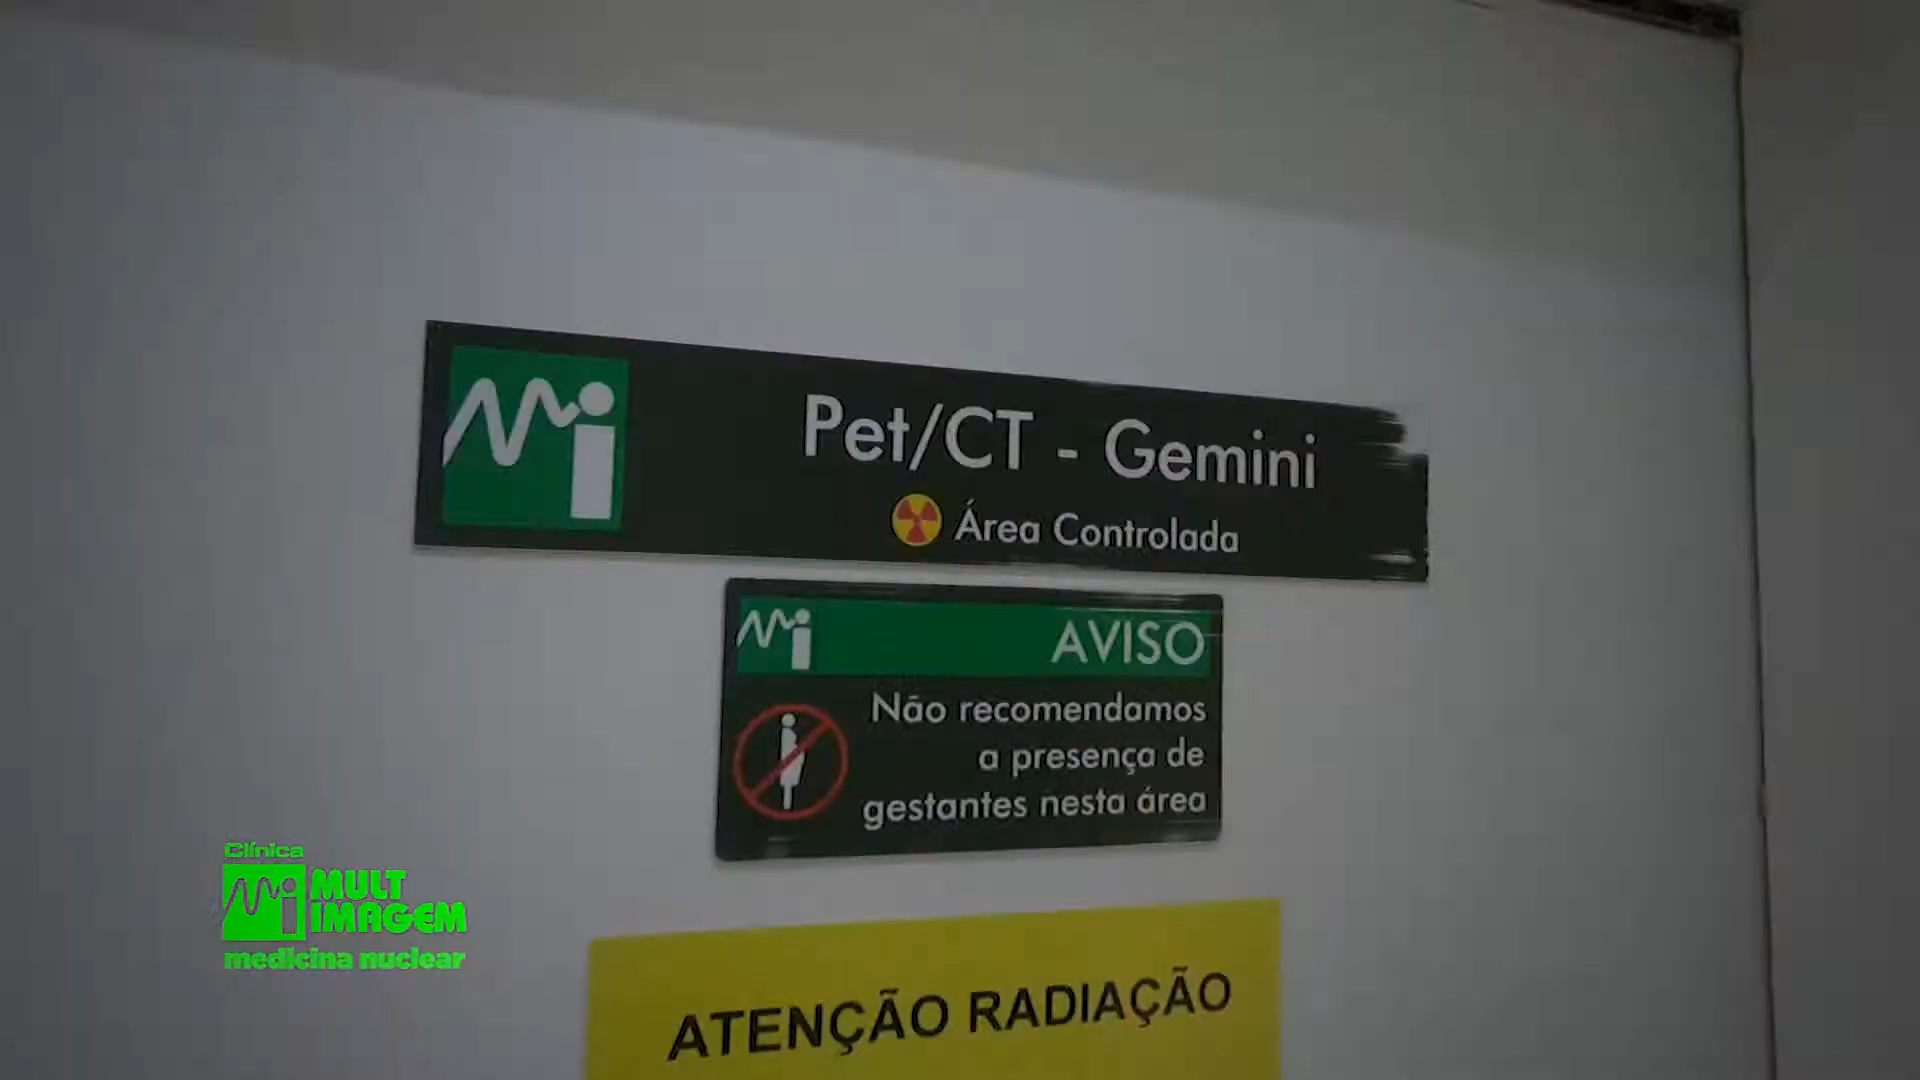 Pet/CT - Gemini
Área Controlada
AVISO
Não recomendamos
a presença de
gestantes nesta área
Clínica
MULT
IMAGEM
medicina nuclear
ATENÇÃO RADIAÇÃO